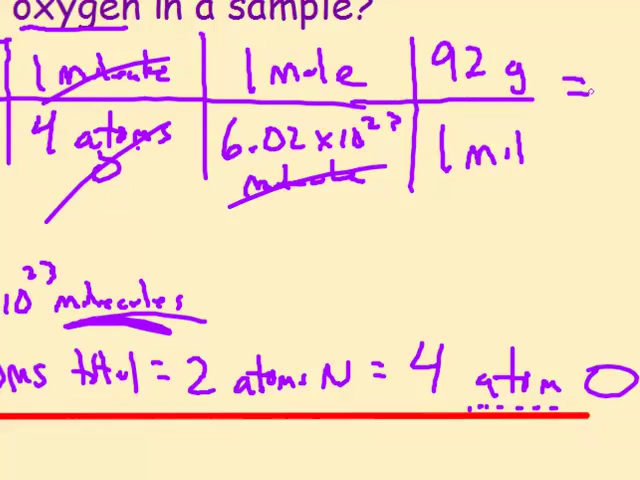 oxygen in a sample?
1 molecule | 1 mole | 92 g =
4 atoms O | 6.02 x 10^23 molecule | 1 mol
10^23 molecules
oms total = 2 atoms N = 4 atom O